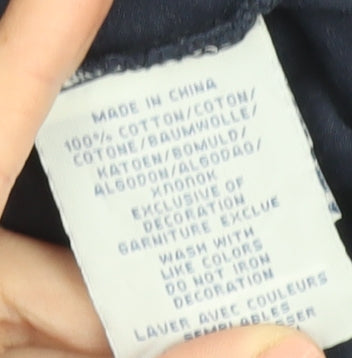 MADE IN CHINA
100% COTTON/COTON/
COTONE/BAUMWOLLE/
KATOEN/BOMULD/
ALGODON/ALGODAO/
XΛΟΠΟΚ
EXCLUSIVE OF
DECORATION
GARNITURE EXCLUE
WASH WITH
LIKE COLORS
DO NOT IRON
DECORATION
LAVER AVEC COULEURS
SEMBLABLES